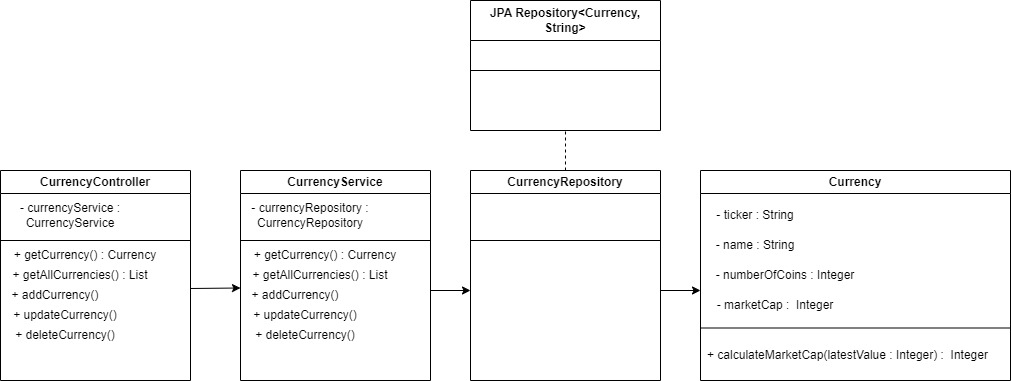 JPA Repository<Currency,
String>
CurrencyController
- currencyService :
CurrencyService
+ getCurrency() : Currency
+ getAllCurrencies() : List
+ addCurrency()
+ updateCurrency()
+ deleteCurrency()
CurrencyService
- currencyRepository :
CurrencyRepository
+ getCurrency() : Currency
+ getAllCurrencies() : List
+ addCurrency()
+ updateCurrency()
+ deleteCurrency()
CurrencyRepository
Currency
- ticker : String
- name : String
- numberOfCoins : Integer
- marketCap : Integer
+ calculateMarketCap(latestValue : Integer) : Integer